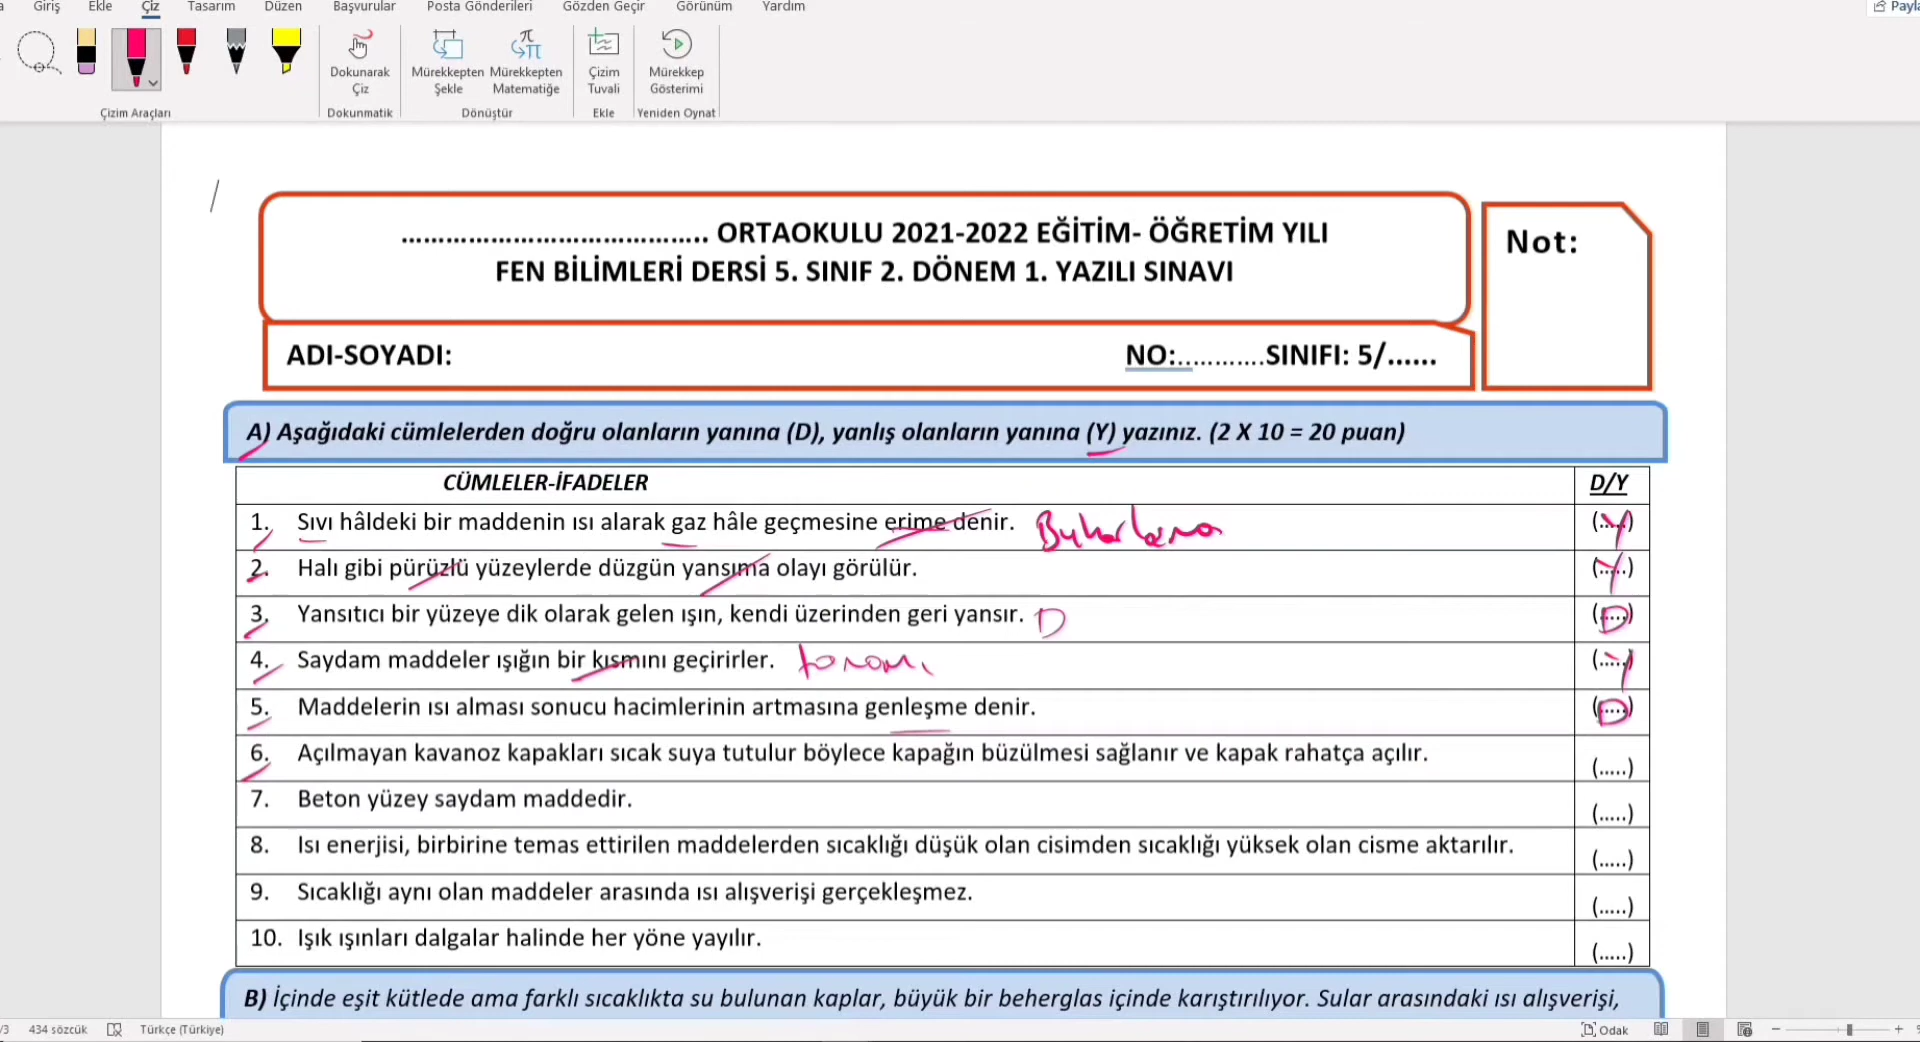 Giriş Ekle Çiz Tasarım Düzen Başvurular Posta Gönderileri Gözden Geçir Görünüm Yardım
Dokunarak Çiz
Mürekkepten Şekle
Mürekkepten Matematiğe
Çizim Tuvali
Mürekkep Gösterimi
Çizim Araçları Dokunmatik Dönüştür Ekle Yeniden Oynat
....................................... ORTAOKULU 2021-2022 EĞİTİM- ÖĞRETİM YILI
FEN BİLİMLERİ DERSİ 5. SINIF 2. DÖNEM 1. YAZILI SINAVI
Not:
ADI-SOYADI: NO:............SINIFI: 5/......
A) Aşağıdaki cümlelerden doğru olanların yanına (D), yanlış olanların yanına (Y) yazınız. (2 X 10 = 20 puan)
CÜMLELER-İFADELER D/Y
1. Sıvı hâldeki bir maddenin ısı alarak gaz hâle geçmesine erime denir. Buharlaşma (.....) Y
2. Halı gibi pürüzlü yüzeylerde düzgün yansıma olayı görülür. (.....) Y
3. Yansıtıcı bir yüzeye dik olarak gelen ışın, kendi üzerinden geri yansır. D (.....) D
4. Saydam maddeler ışığın bir kısmını geçirirler. tamamı (.....) Y
5. Maddelerin ısı alması sonucu hacimlerinin artmasına genleşme denir. (.....) D
6. Açılmayan kavanoz kapakları sıcak suya tutulur böylece kapağın büzülmesi sağlanır ve kapak rahatça açılır. (.....)
7. Beton yüzey saydam maddedir. (.....)
8. Isı enerjisi, birbirine temas ettirilen maddelerden sıcaklığı düşük olan cisimden sıcaklığı yüksek olan cisme aktarılır. (.....)
9. Sıcaklığı aynı olan maddeler arasında ısı alışverişi gerçekleşmez. (.....)
10. Işık ışınları dalgalar halinde her yöne yayılır. (.....)
B) İçinde eşit kütlede ama farklı sıcaklıkta su bulunan kaplar, büyük bir beherglas içinde karıştırılıyor. Sular arasındaki ısı alışverişi,
/3 434 sözcük Türkçe (Türkiye) Odak